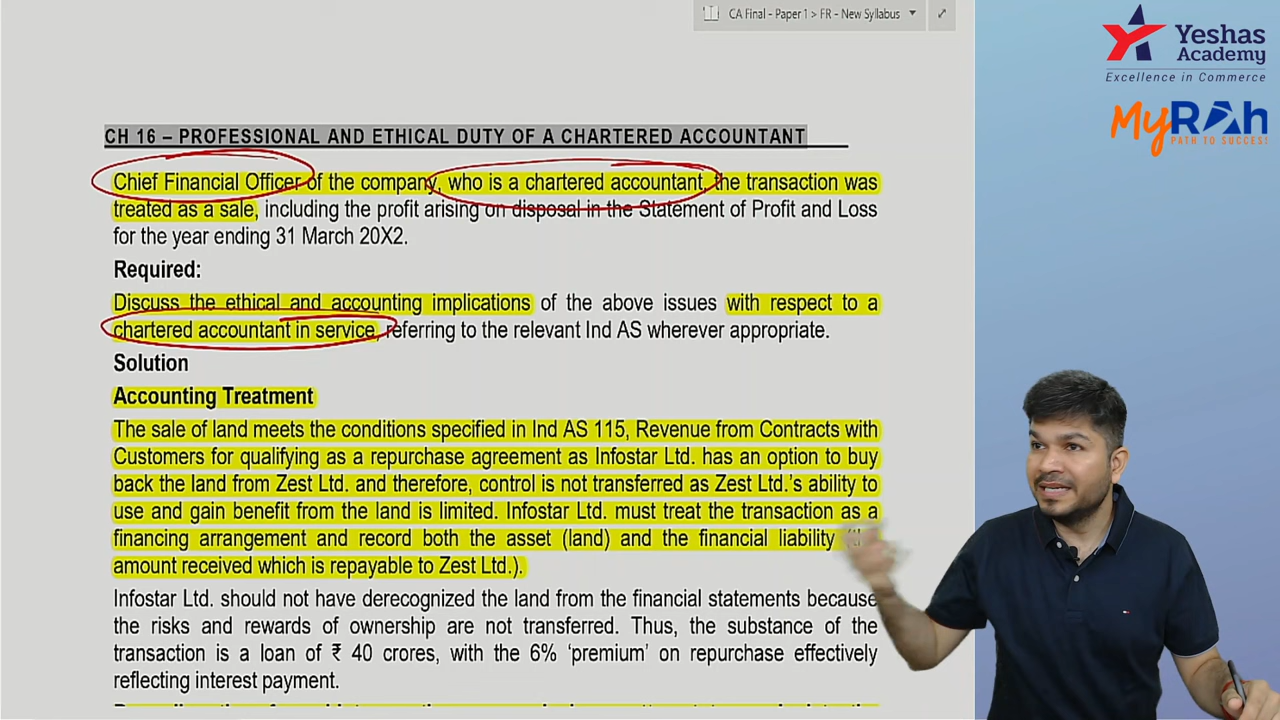 CA Final - Paper 1 > FR - New Syllabus
Yeshas
Academy
Excellence in Commerce
MyRAh
PATH TO SUCCESS!
CH 16 – PROFESSIONAL AND ETHICAL DUTY OF A CHARTERED ACCOUNTANT
Chief Financial Officer of the company, who is a chartered accountant, the transaction was
treated as a sale, including the profit arising on disposal in the Statement of Profit and Loss
for the year ending 31 March 20X2.
Required:
Discuss the ethical and accounting implications of the above issues with respect to a
chartered accountant in service, referring to the relevant Ind AS wherever appropriate.
Solution
Accounting Treatment
The sale of land meets the conditions specified in Ind AS 115, Revenue from Contracts with
Customers for qualifying as a repurchase agreement as Infostar Ltd. has an option to buy
back the land from Zest Ltd. and therefore, control is not transferred as Zest Ltd.'s ability to
use and gain benefit from the land is limited. Infostar Ltd. must treat the transaction as a
financing arrangement and record both the asset (land) and the financial liability
amount received which is repayable to Zest Ltd.).
Infostar Ltd. should not have derecognized the land from the financial statements because
the risks and rewards of ownership are not transferred. Thus, the substance of the
transaction is a loan of ₹ 40 crores, with the 6% 'premium' on repurchase effectively
reflecting interest payment.